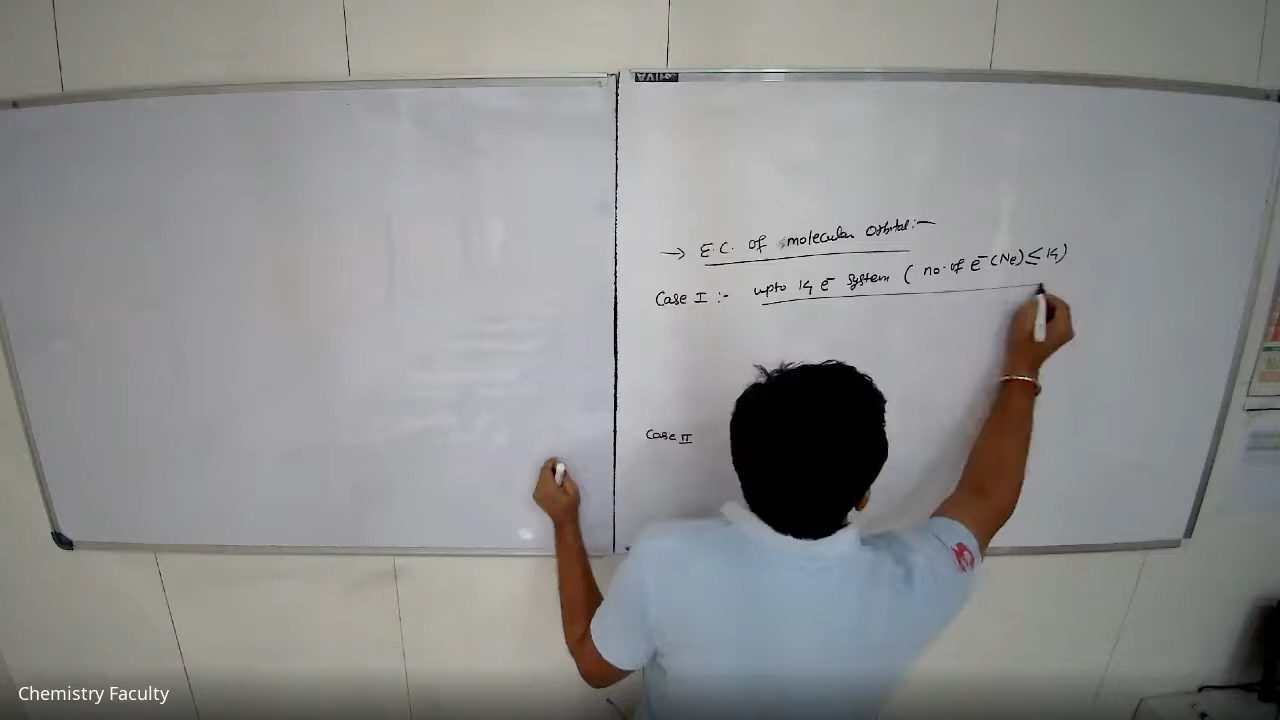 → E.C. of molecular Orbital:-
Case I :- upto 14 e⁻ system ( no. of e⁻ (Ne) ≤ 14)
Case II
Chemistry Faculty